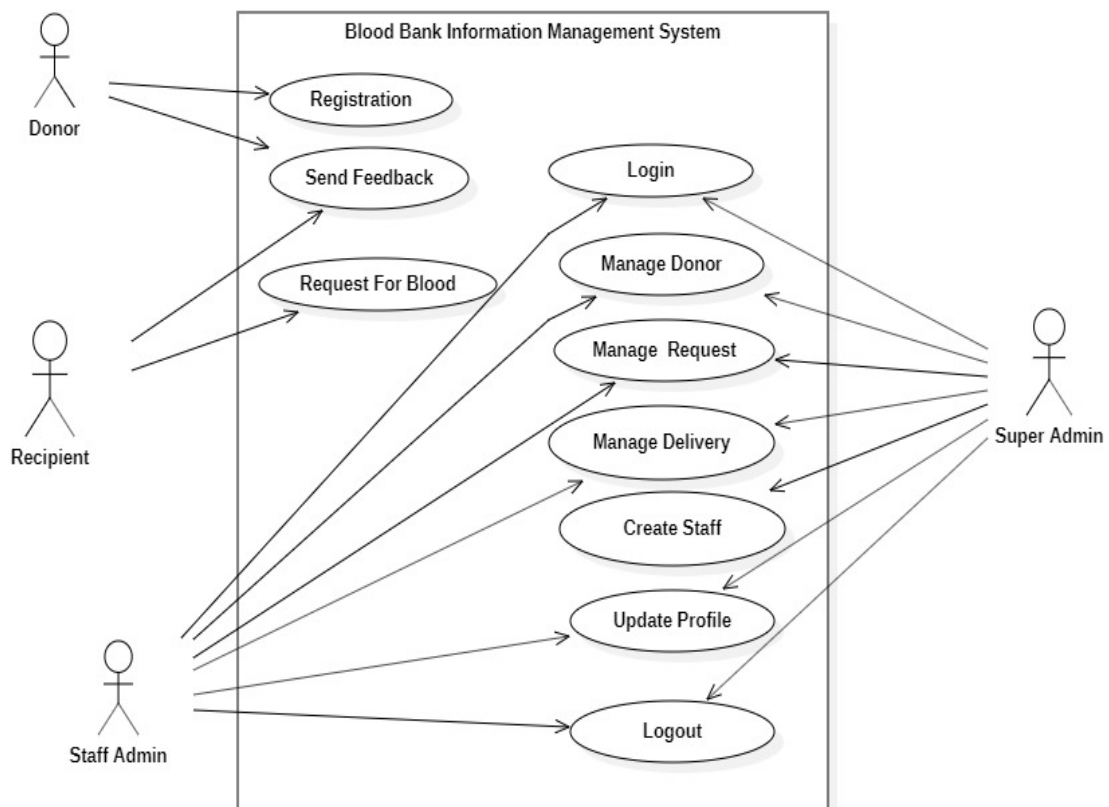 Blood Bank Information Management System
Donor
Registration
Send Feedback
Login
Request For Blood
Manage Donor
Manage Request
Manage Delivery
Create Staff
Update Profile
Logout
Recipient
Super Admin
Staff Admin